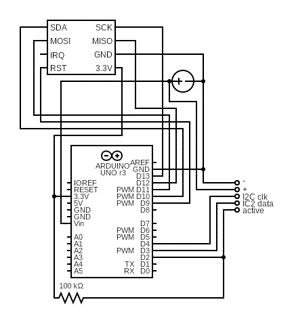 SDA SCK
MOSI MISO
IRQ GND
RST 3.3V
+
ARDUINO
UNO r3
AREF
GND
D13
IOREF D12
RESET PWM D11
3.3V PWM D10
5V PWM D9
GND D8
GND
Vin D7
PWM D6
A0 PWM D5
A1 D4
A2 PWM D3
A3 D2
A4 TX D1
A5 RX D0
-
+
I2C clk
IC2 data
active
100 kΩ